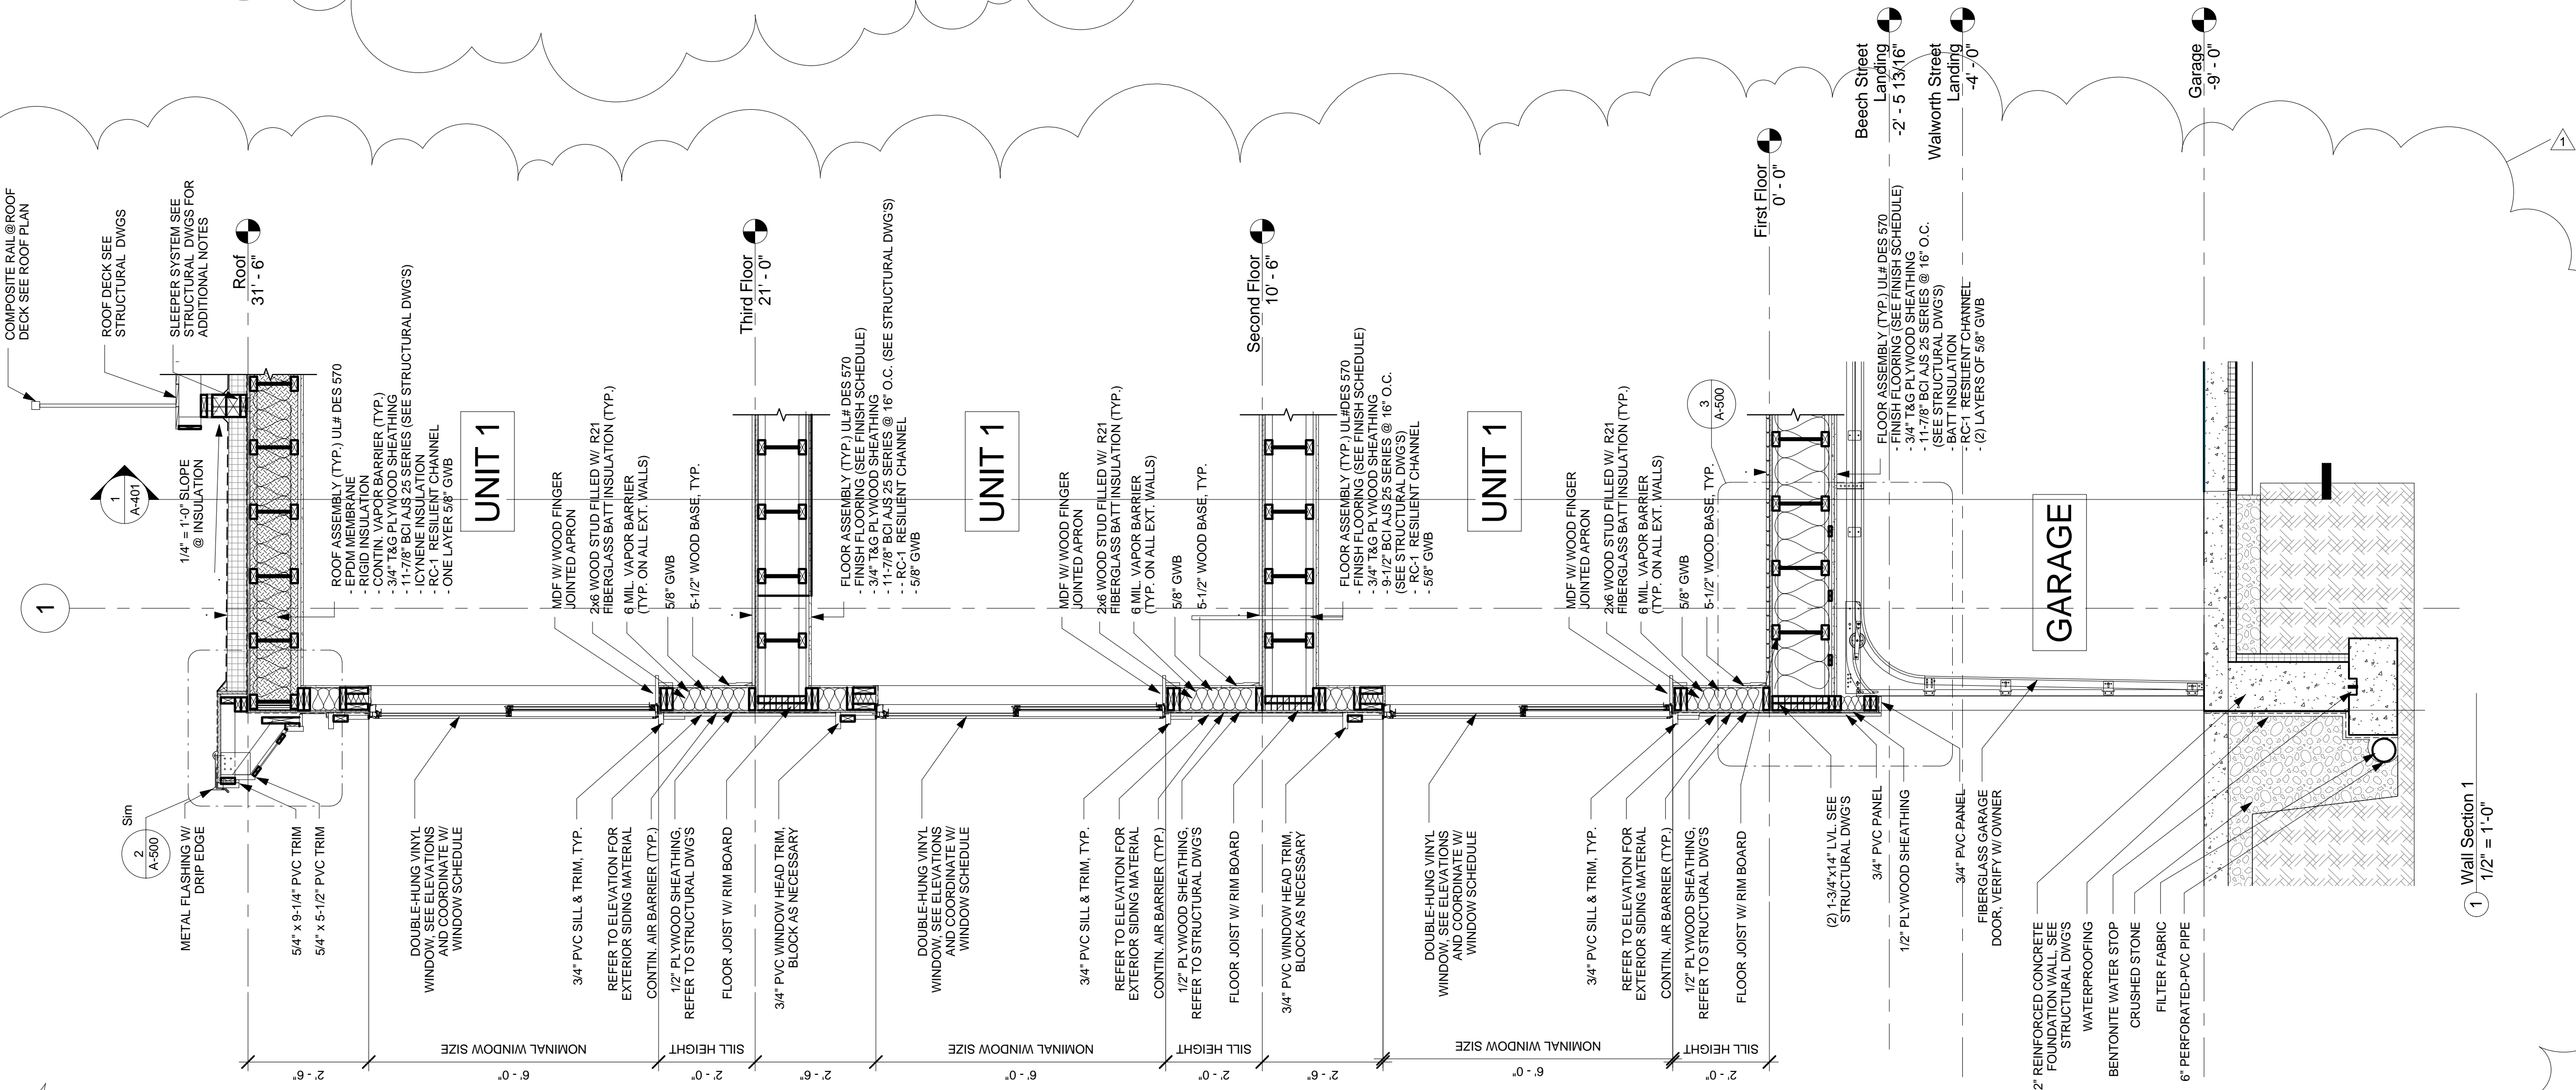 COMPOSITE RAIL@ROOF
DECK SEE ROOF PLAN
ROOF DECK SEE
STRUCTURAL DWGS
SLEEPER SYSTEM SEE
STRUCTURAL DWGS FOR
ADDITIONAL NOTES
Roof
31' - 6"
1
A-401
1/4" = 1'-0" SLOPE
@ INSULATION
1
2
A-500
Sim
METAL FLASHING W/
DRIP EDGE
5/4" x 9-1/4" PVC TRIM
5/4" x 5-1/2" PVC TRIM
ROOF ASSEMBLY (TYP.) UL# DES 570
- EPDM MEMBRANE
- RIGID INSULATION
- CONTIN. VAPOR BARRIER (TYP.)
- 3/4" T&G PLYWOOD SHEATHING
- 11-7/8" BCI AJS 25 SERIES (SEE STRUCTURAL DWG'S)
- ICYNENE INSULATION
- RC-1 RESILIENT CHANNEL
- ONE LAYER 5/8" GWB
UNIT 1
DOUBLE-HUNG VINYL
WINDOW, SEE ELEVATIONS
AND COORDINATE W/
WINDOW SCHEDULE
MDF W/ WOOD FINGER
JOINTED APRON
2x6 WOOD STUD FILLED W/ R21
FIBERGLASS BATT INSULATION (TYP.)
6 MIL. VAPOR BARRIER
(TYP. ON ALL EXT. WALLS)
5/8" GWB
5-1/2" WOOD BASE, TYP.
3/4" PVC SILL & TRIM, TYP.
REFER TO ELEVATION FOR
EXTERIOR SIDING MATERIAL
CONTIN. AIR BARRIER (TYP.)
1/2" PLYWOOD SHEATHING,
REFER TO STRUCTURAL DWG'S
FLOOR JOIST W/ RIM BOARD
3/4" PVC WINDOW HEAD TRIM,
BLOCK AS NECESSARY
Third Floor
21' - 0"
FLOOR ASSEMBLY (TYP.) UL# DES 570
- FINISH FLOORING (SEE FINISH SCHEDULE)
- 3/4" T&G PLYWOOD SHEATHING
- 11-7/8" BCI AJS 25 SERIES @ 16" O.C. (SEE STRUCTURAL DWG'S)
- RC-1 RESILIENT CHANNEL
- 5/8" GWB
UNIT 1
DOUBLE-HUNG VINYL
WINDOW, SEE ELEVATIONS
AND COORDINATE W/
WINDOW SCHEDULE
MDF W/ WOOD FINGER
JOINTED APRON
2x6 WOOD STUD FILLED W/ R21
FIBERGLASS BATT INSULATION (TYP.)
6 MIL. VAPOR BARRIER
(TYP. ON ALL EXT. WALLS)
5/8" GWB
5-1/2" WOOD BASE, TYP.
3/4" PVC SILL & TRIM, TYP.
REFER TO ELEVATION FOR
EXTERIOR SIDING MATERIAL
CONTIN. AIR BARRIER (TYP.)
1/2" PLYWOOD SHEATHING,
REFER TO STRUCTURAL DWG'S
FLOOR JOIST W/ RIM BOARD
3/4" PVC WINDOW HEAD TRIM,
BLOCK AS NECESSARY
Second Floor
10' - 6"
FLOOR ASSEMBLY (TYP.) UL#DES 570
- FINISH FLOORING (SEE FINISH SCHEDULE)
- 3/4" T&G PLYWOOD SHEATHING
- 9-1/2" BCI AJS 25 SERIES @ 16" O.C.
(SEE STRUCTURAL DWG'S)
- RC-1 RESILIENT CHANNEL
- 5/8" GWB
UNIT 1
DOUBLE-HUNG VINYL
WINDOW, SEE ELEVATIONS
AND COORDINATE W/
WINDOW SCHEDULE
MDF W/ WOOD FINGER
JOINTED APRON
2x6 WOOD STUD FILLED W/ R21
FIBERGLASS BATT INSULATION (TYP.)
6 MIL. VAPOR BARRIER
(TYP. ON ALL EXT. WALLS)
5/8" GWB
5-1/2" WOOD BASE, TYP.
3/4" PVC SILL & TRIM, TYP.
REFER TO ELEVATION FOR
EXTERIOR SIDING MATERIAL
CONTIN. AIR BARRIER (TYP.)
1/2" PLYWOOD SHEATHING,
REFER TO STRUCTURAL DWG'S
FLOOR JOIST W/ RIM BOARD
3
A-500
First Floor
0' - 0"
Beech Street
Landing
-2' - 5 13/16"
Walworth Street
Landing
-4' - 0"
Garage
-9' - 0"
FLOOR ASSEMBLY (TYP.) UL# DES 570
- FINISH FLOORING (SEE FINISH SCHEDULE)
- 3/4" T&G PLYWOOD SHEATHING
- 11-7/8" BCI AJS 25 SERIES @ 16" O.C.
(SEE STRUCTURAL DWG'S)
- BATT INSULATION
- RC-1 RESILIENT CHANNEL
- (2) LAYERS OF 5/8" GWB
GARAGE
(2) 1-3/4"x14" LVL. SEE
STRUCTURAL DWG'S
3/4" PVC PANEL
1/2" PLYWOOD SHEATHING
3/4" PVC PANEL
FIBERGLASS GARAGE
DOOR, VERIFY W/ OWNER
2" REINFORCED CONCRETE
FOUNDATION WALL, SEE
STRUCTURAL DWG'S
WATERPROOFING
BENTONITE WATER STOP
CRUSHED STONE
FILTER FABRIC
6" PERFORATED-PVC PIPE
2' - 6"
6' - 0"
NOMINAL WINDOW SIZE
2' - 0"
SILL HEIGHT
2' - 6"
6' - 0"
NOMINAL WINDOW SIZE
2' - 0"
SILL HEIGHT
2' - 6"
6' - 0"
NOMINAL WINDOW SIZE
2' - 0"
SILL HEIGHT
1
Wall Section 1
1/2" = 1'-0"
1